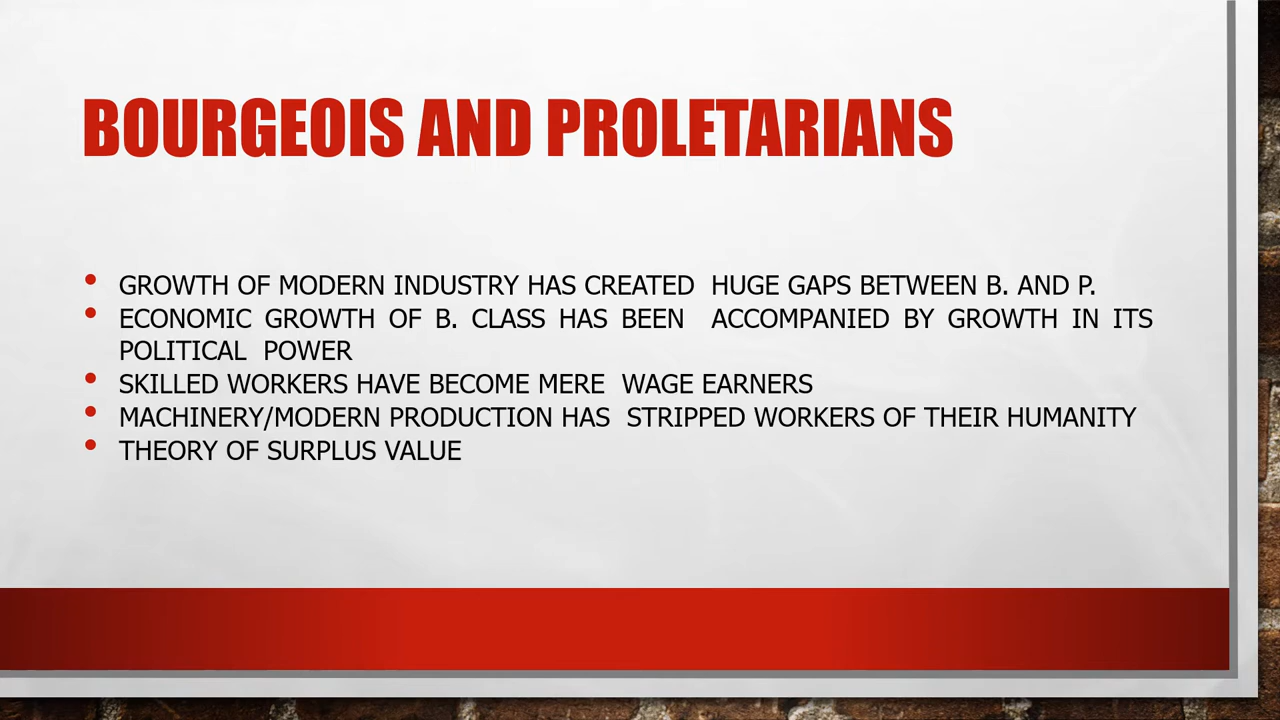 BOURGEOIS AND PROLETARIANS
• GROWTH OF MODERN INDUSTRY HAS CREATED  HUGE GAPS BETWEEN B. AND P.
• ECONOMIC GROWTH OF B. CLASS HAS BEEN  ACCOMPANIED BY GROWTH IN ITS
POLITICAL  POWER
• SKILLED WORKERS HAVE BECOME MERE  WAGE EARNERS
• MACHINERY/MODERN PRODUCTION HAS  STRIPPED WORKERS OF THEIR HUMANITY
• THEORY OF SURPLUS VALUE